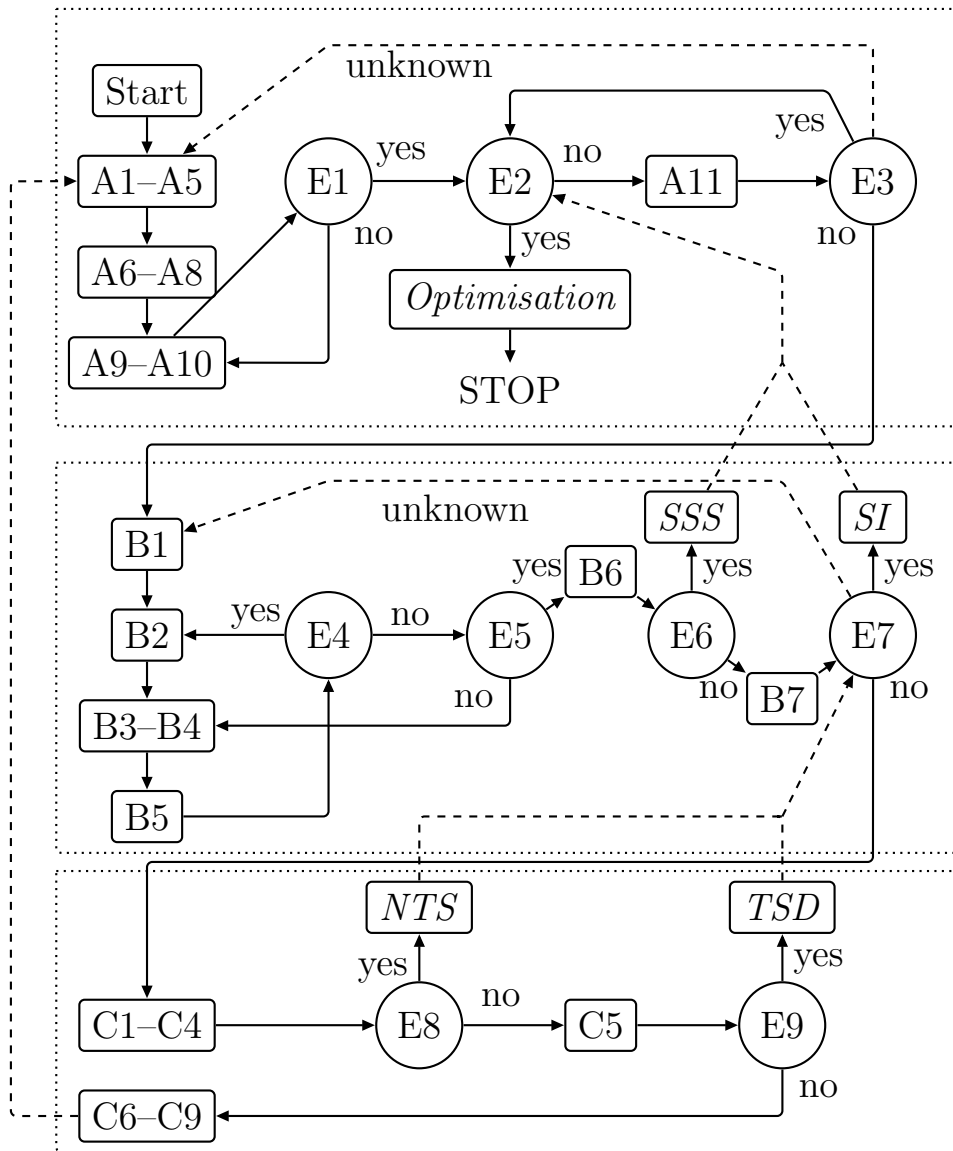 unknown
Start
yes
yes
no
A1–A5
E1
E2
A11
E3
no
yes
no
A6–A8
Optimisation
A9–A10
STOP
unknown
SSS
SI
B1
yes
B6
yes
yes
yes
no
B2
E4
E5
E6
E7
no
no
no
B7
B3–B4
B5
NTS
TSD
yes
yes
no
C1–C4
E8
C5
E9
no
C6–C9